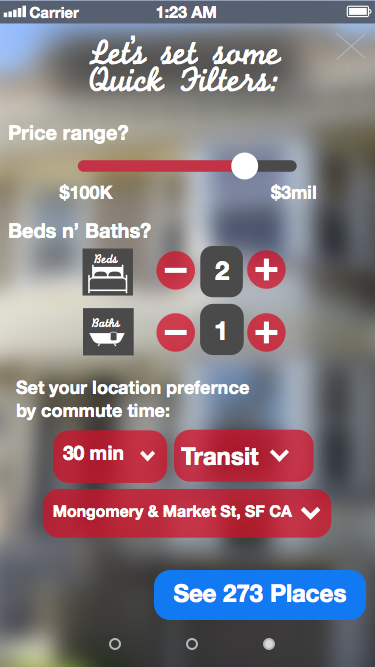 Carrier 1:23 AM
Let's set some
Quick Filters:
Price range?
$100K $3mil
Beds n' Baths?
Beds
2
Baths
1
Set your location prefernce
by commute time:
30 min Transit
Mongomery & Market St, SF CA
See 273 Places